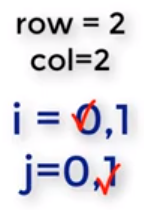 row = 2
col=2
i = 0,1
j=0,1